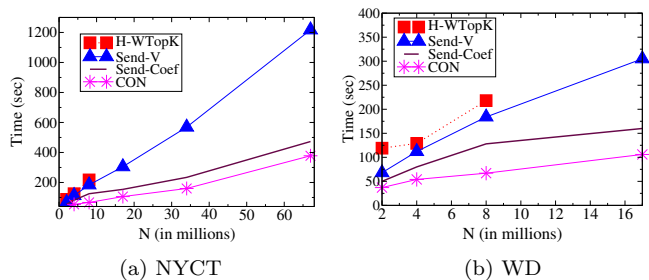 1200
1000
800
600
400
200
Time (sec)
H-WTopK
Send-V
Send-Coef
CON
0 10 20 30 40 50 60
N (in millions)
(a) NYCT
400
350
300
250
200
150
100
50
0
Time (sec)
H-WTopK
Send-V
Send-Coef
CON
2 4 6 8 10 12 14 16
N (in millions)
(b) WD